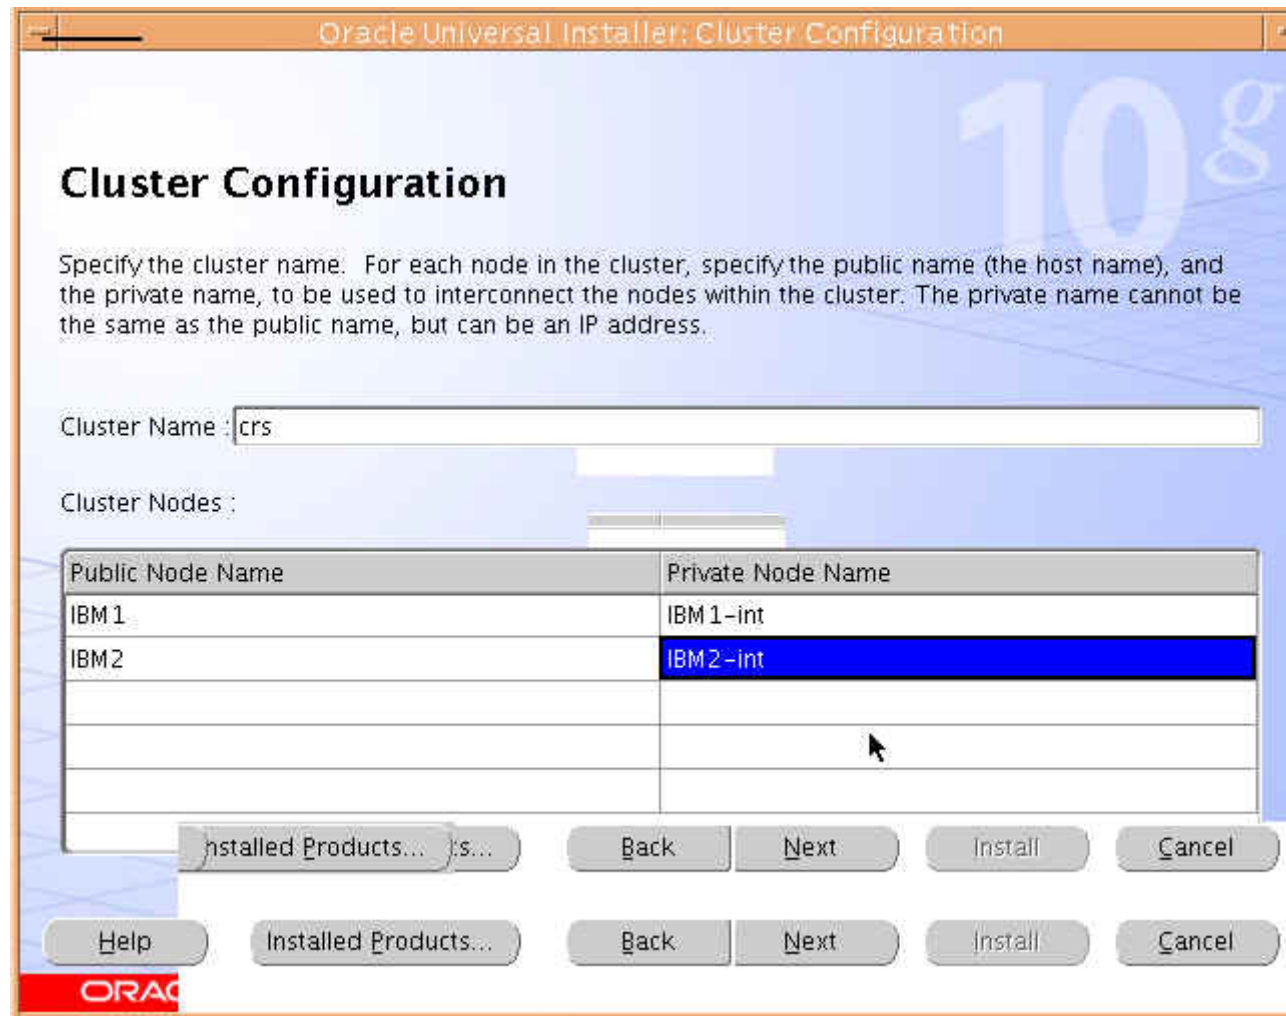 Oracle Universal Installer: Cluster Configuration
10g
Cluster Configuration
Specify the cluster name. For each node in the cluster, specify the public name (the host name), and
the private name, to be used to interconnect the nodes within the cluster. The private name cannot be
the same as the public name, but can be an IP address.
Cluster Name : crs
Cluster Nodes :
Public Node Name Private Node Name
IBM1 IBM1-int
IBM2 IBM2-int
nstalled Products... :s... Back Next Install Cancel
Help Installed Products... Back Next Install Cancel
ORAC